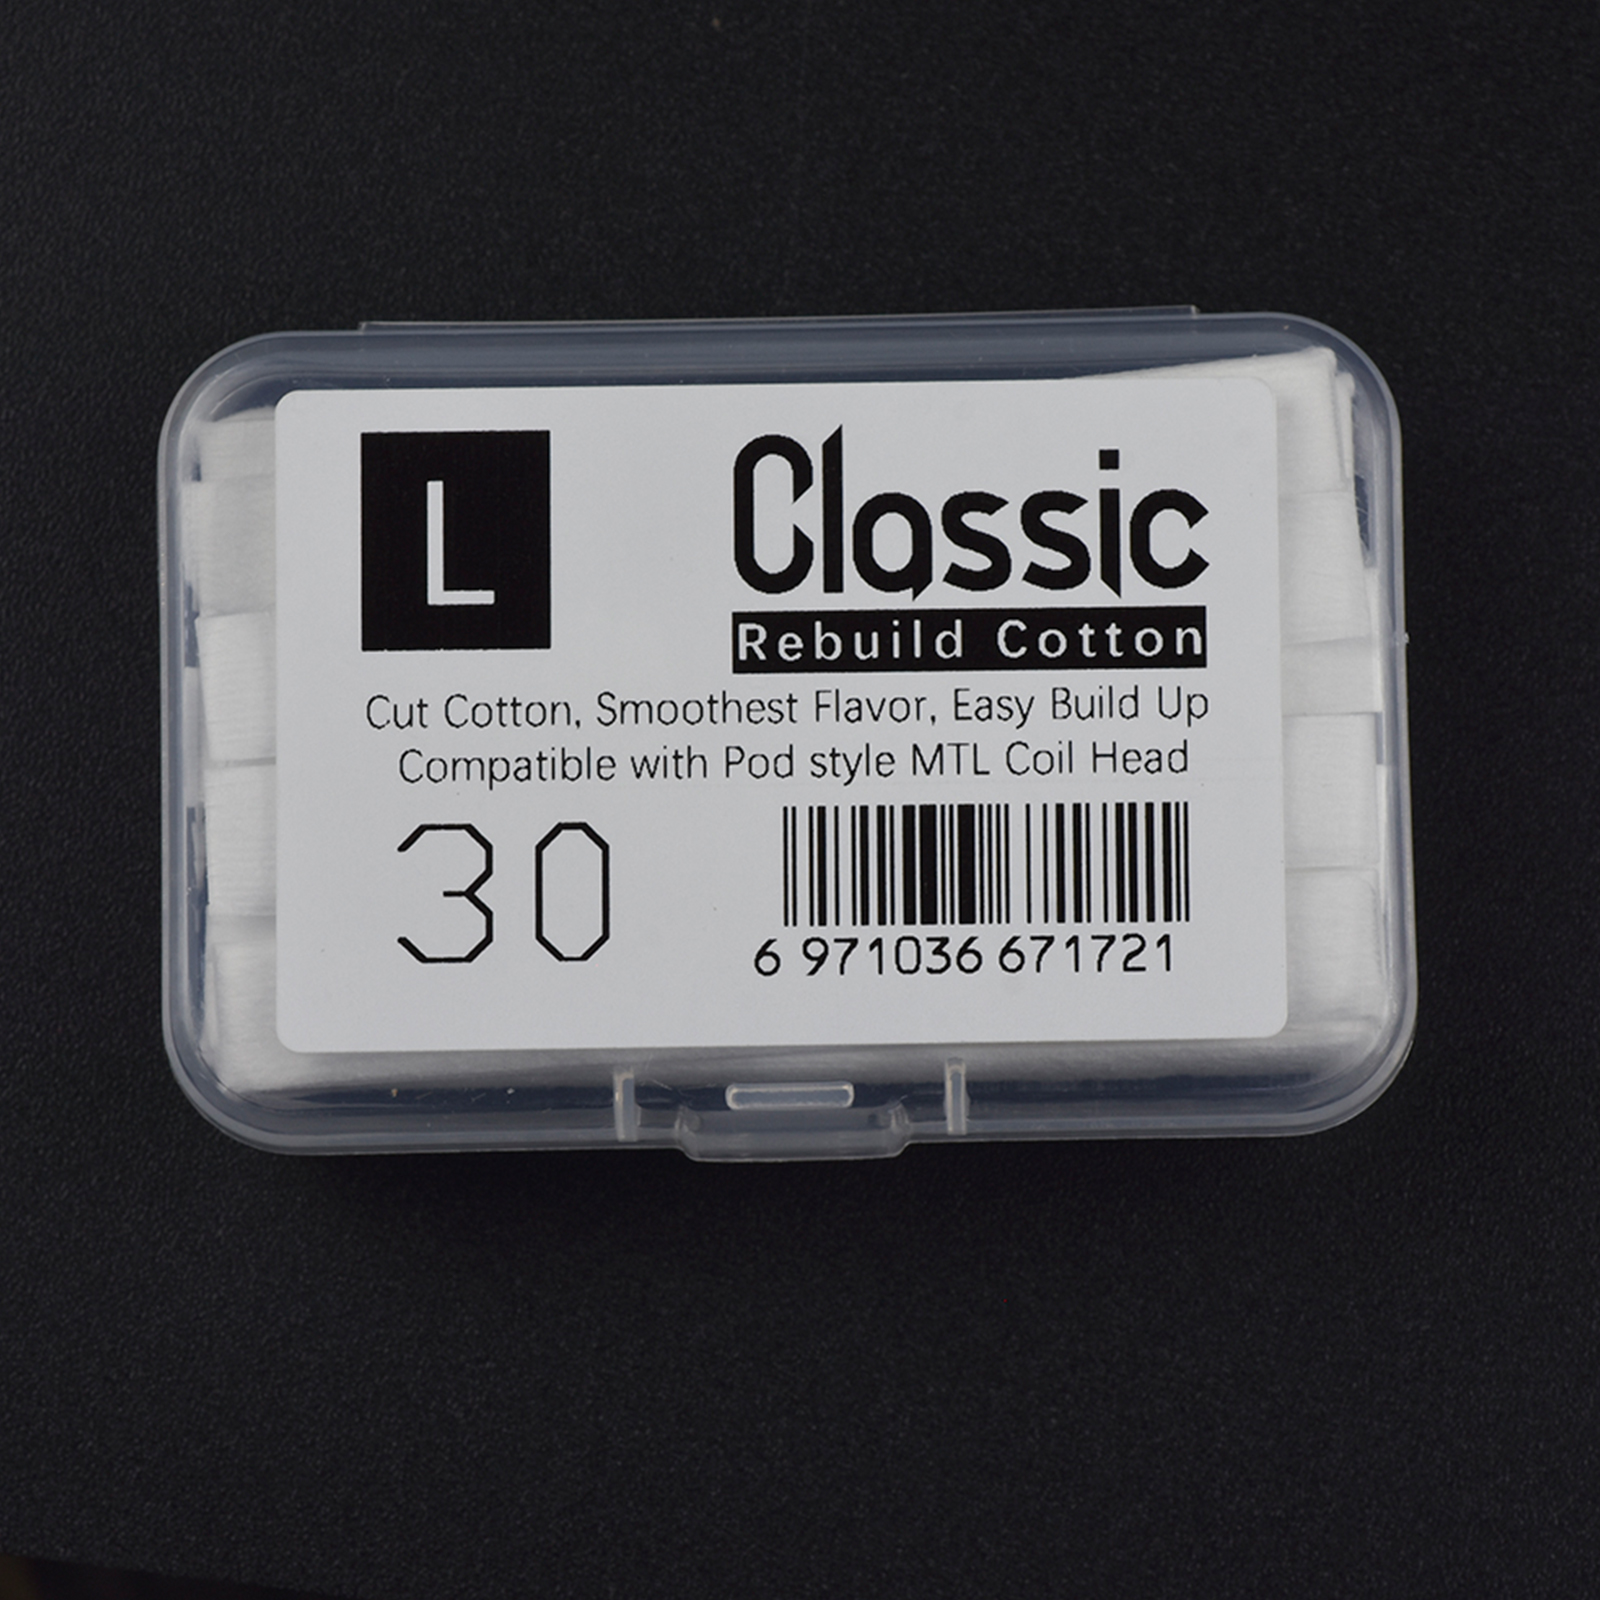 L
Classic
Rebuild Cotton
Cut Cotton, Smoothest Flavor, Easy Build Up
Compatible with Pod style MTL Coil Head
30
6 971036 671721